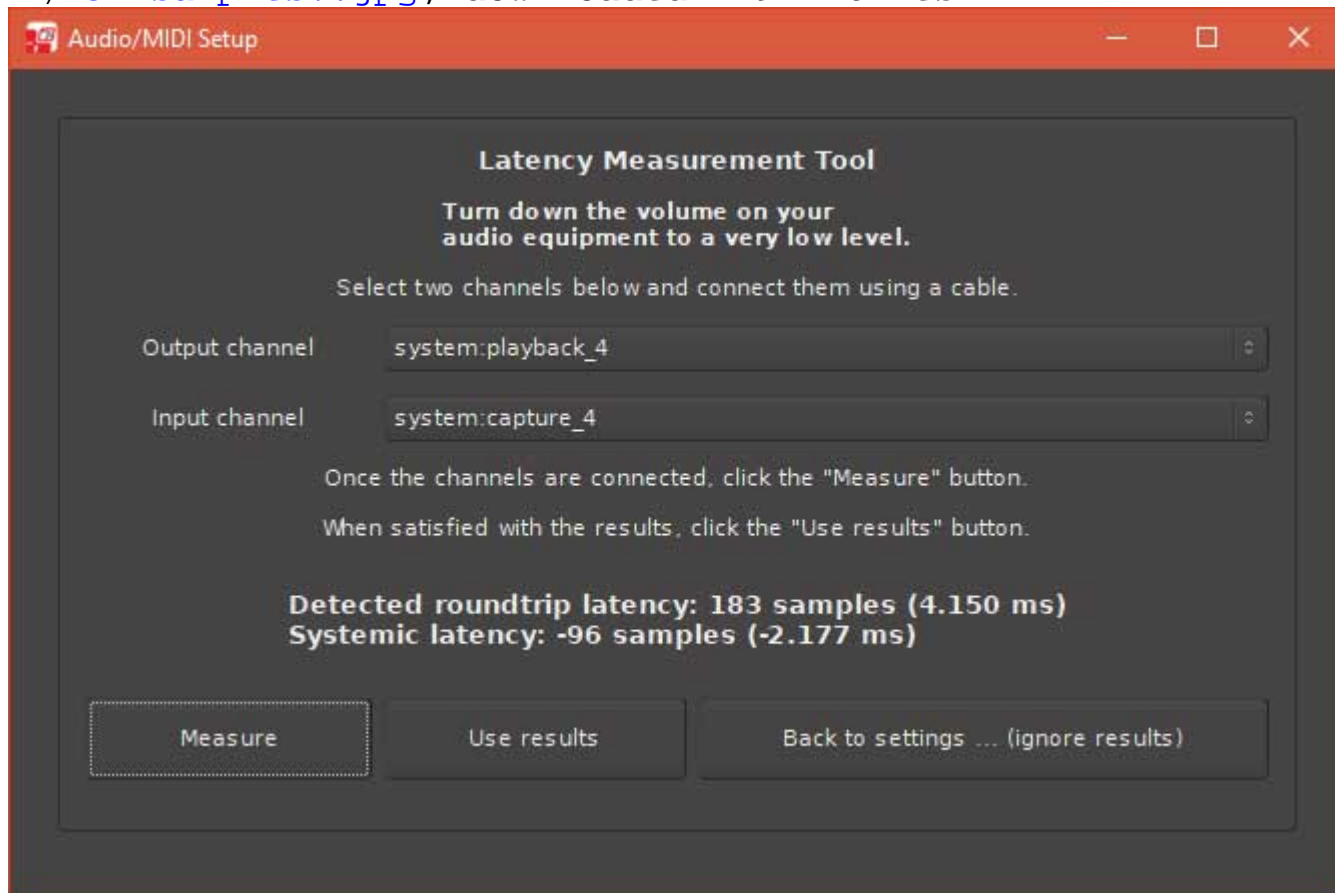 Audio/MIDI Setup
Latency Measurement Tool
Turn down the volume on your
audio equipment to a very low level.
Select two channels below and connect them using a cable.
Output channel system:playback_4
Input channel system:capture_4
Once the channels are connected, click the "Measure" button.
When satisfied with the results, click the "Use results" button.
Detected roundtrip latency: 183 samples (4.150 ms)
Systemic latency: -96 samples (-2.177 ms)
Measure Use results Back to settings ... (ignore results)